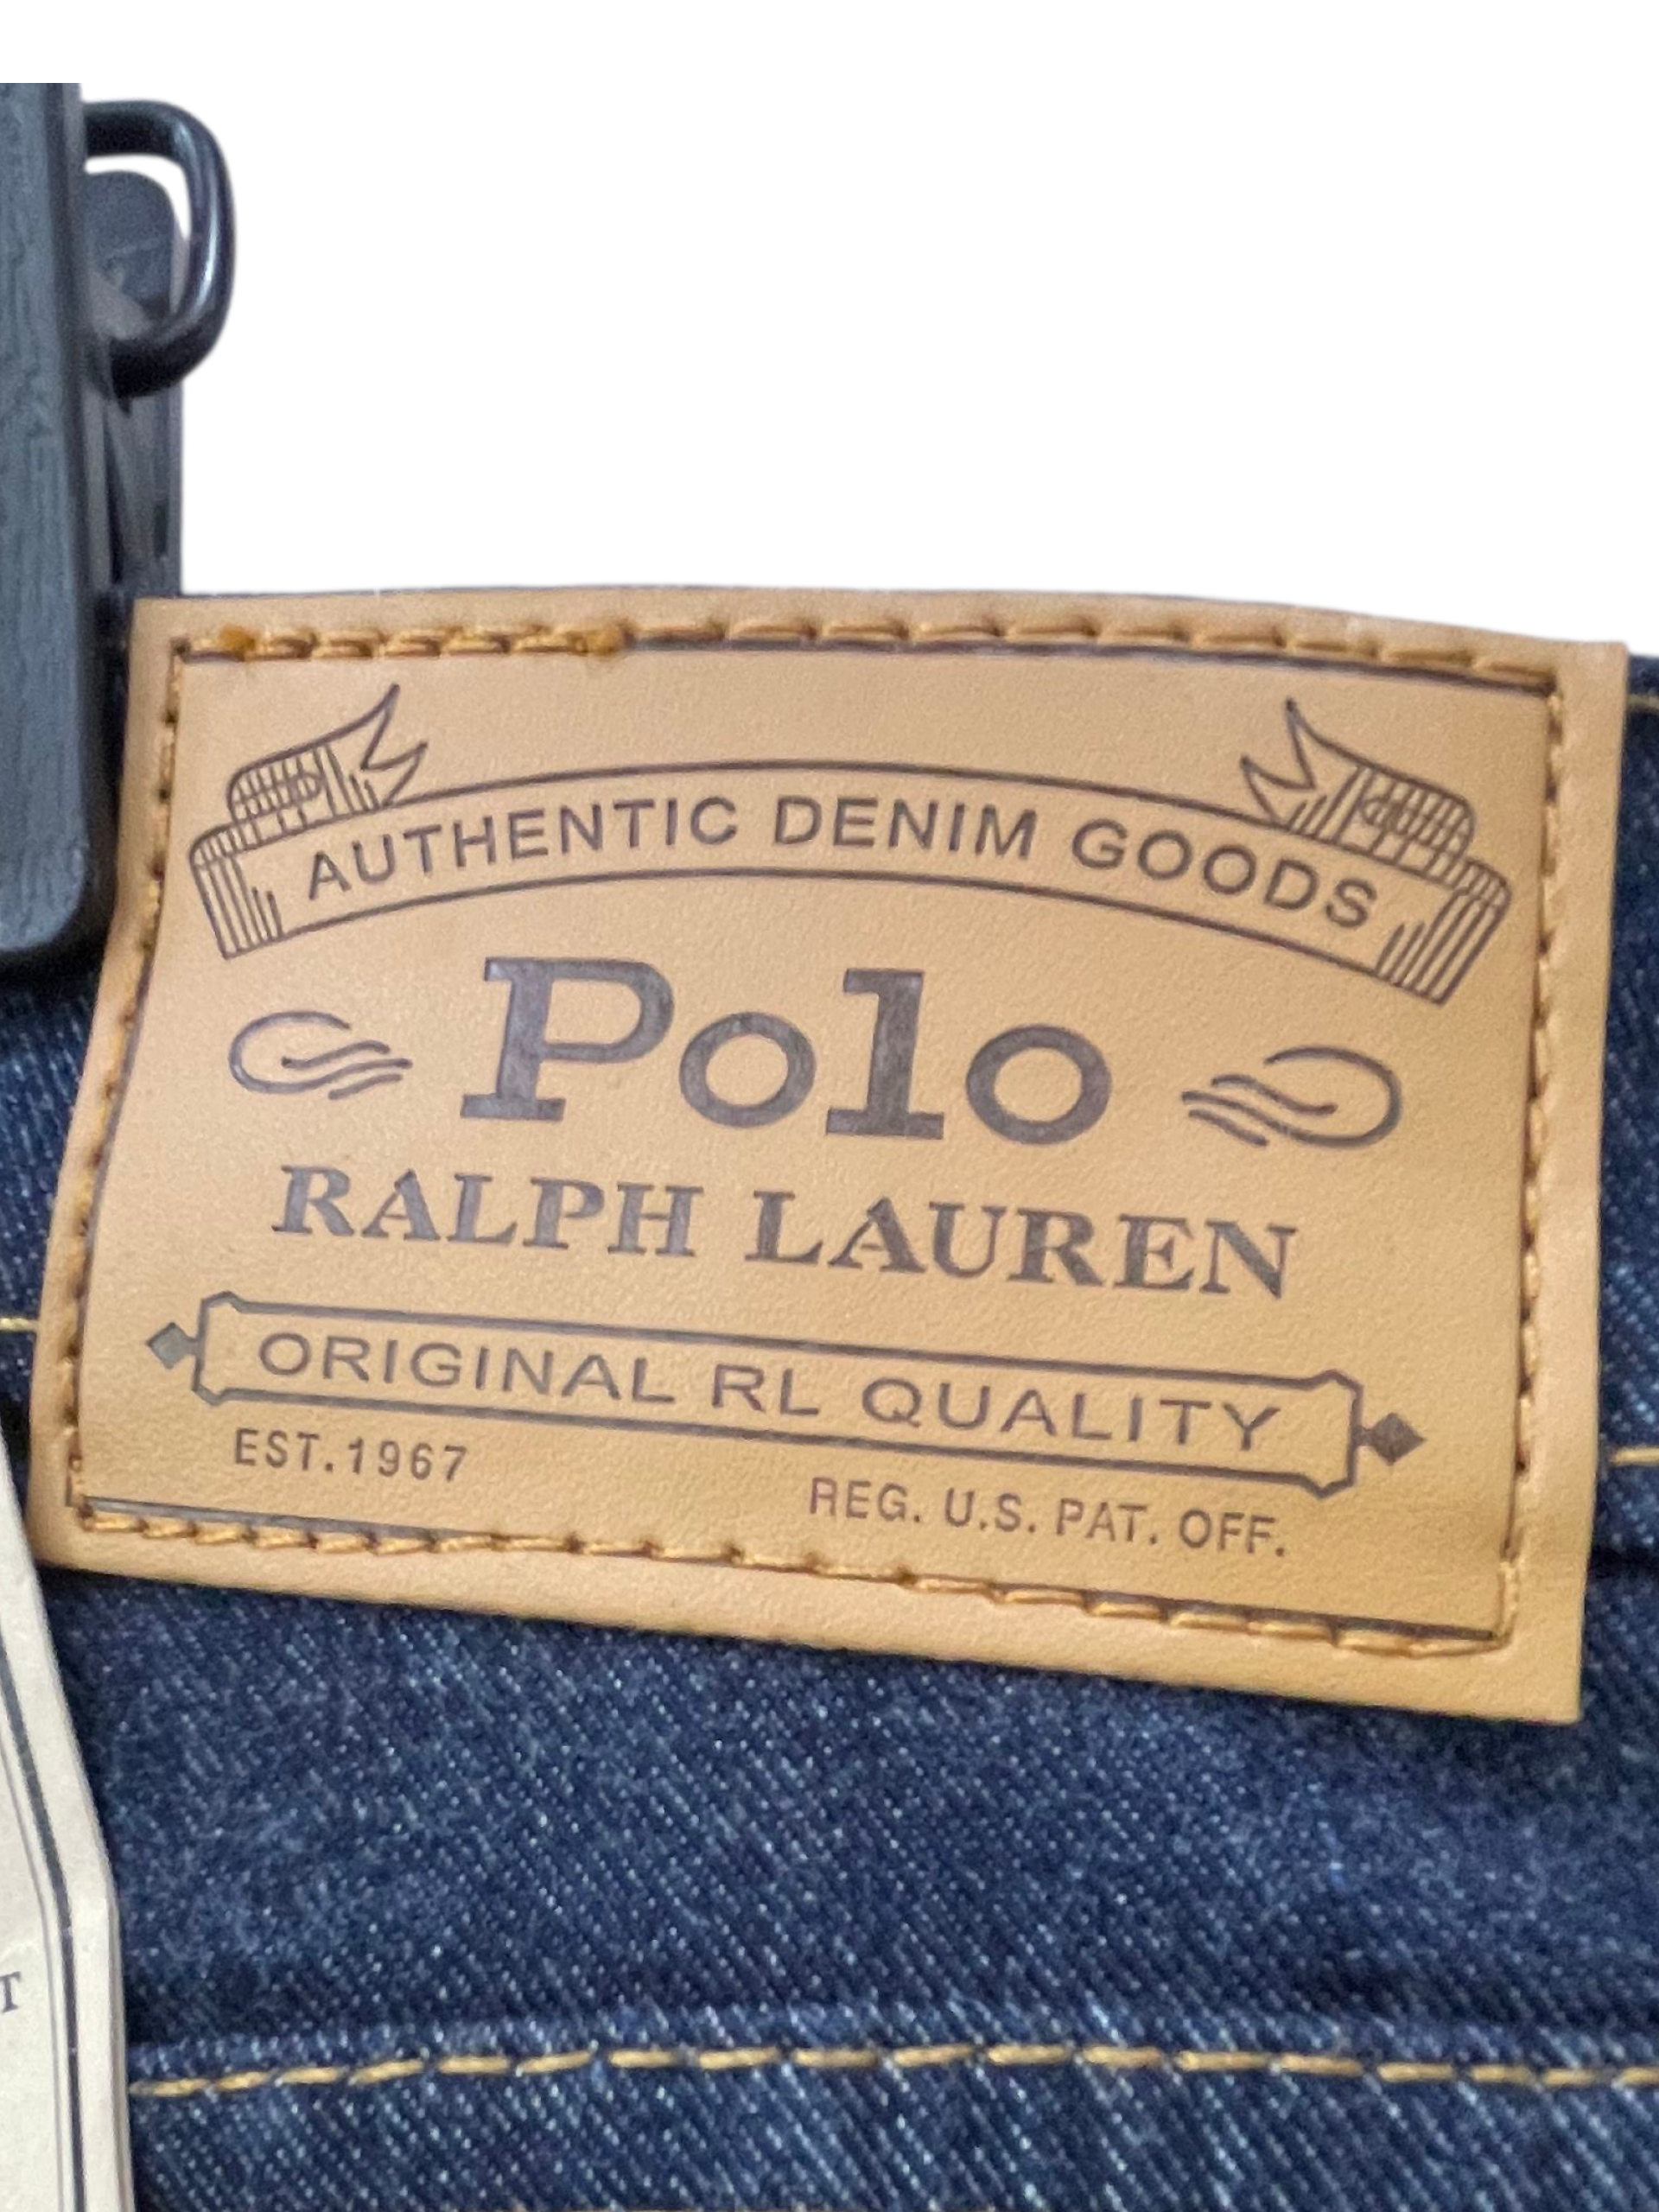 AUTHENTIC DENIM GOODS
Polo
RALPH LAUREN
ORIGINAL RL QUALITY
EST. 1967
REG. U.S. PAT. OFF.
T